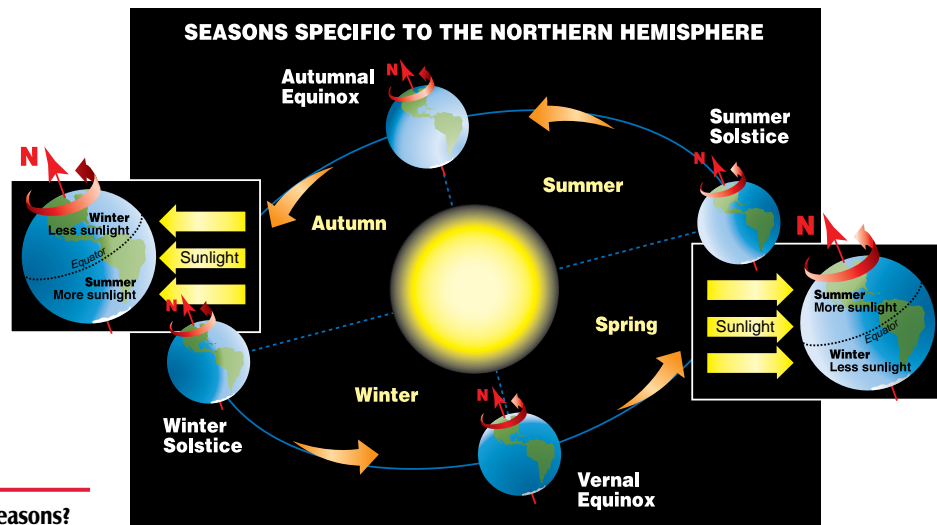 SEASONS SPECIFIC TO THE NORTHERN HEMISPHERE
Autumnal
Equinox
N
Summer
Solstice
N
Summer
Autumn
N
Winter
Less sunlight
Equator
Summer
More sunlight
Sunlight
N
Summer
More sunlight
Equator
Winter
Less sunlight
Sunlight
N
Spring
Winter
Winter
Solstice
N
Vernal
Equinox
easons?